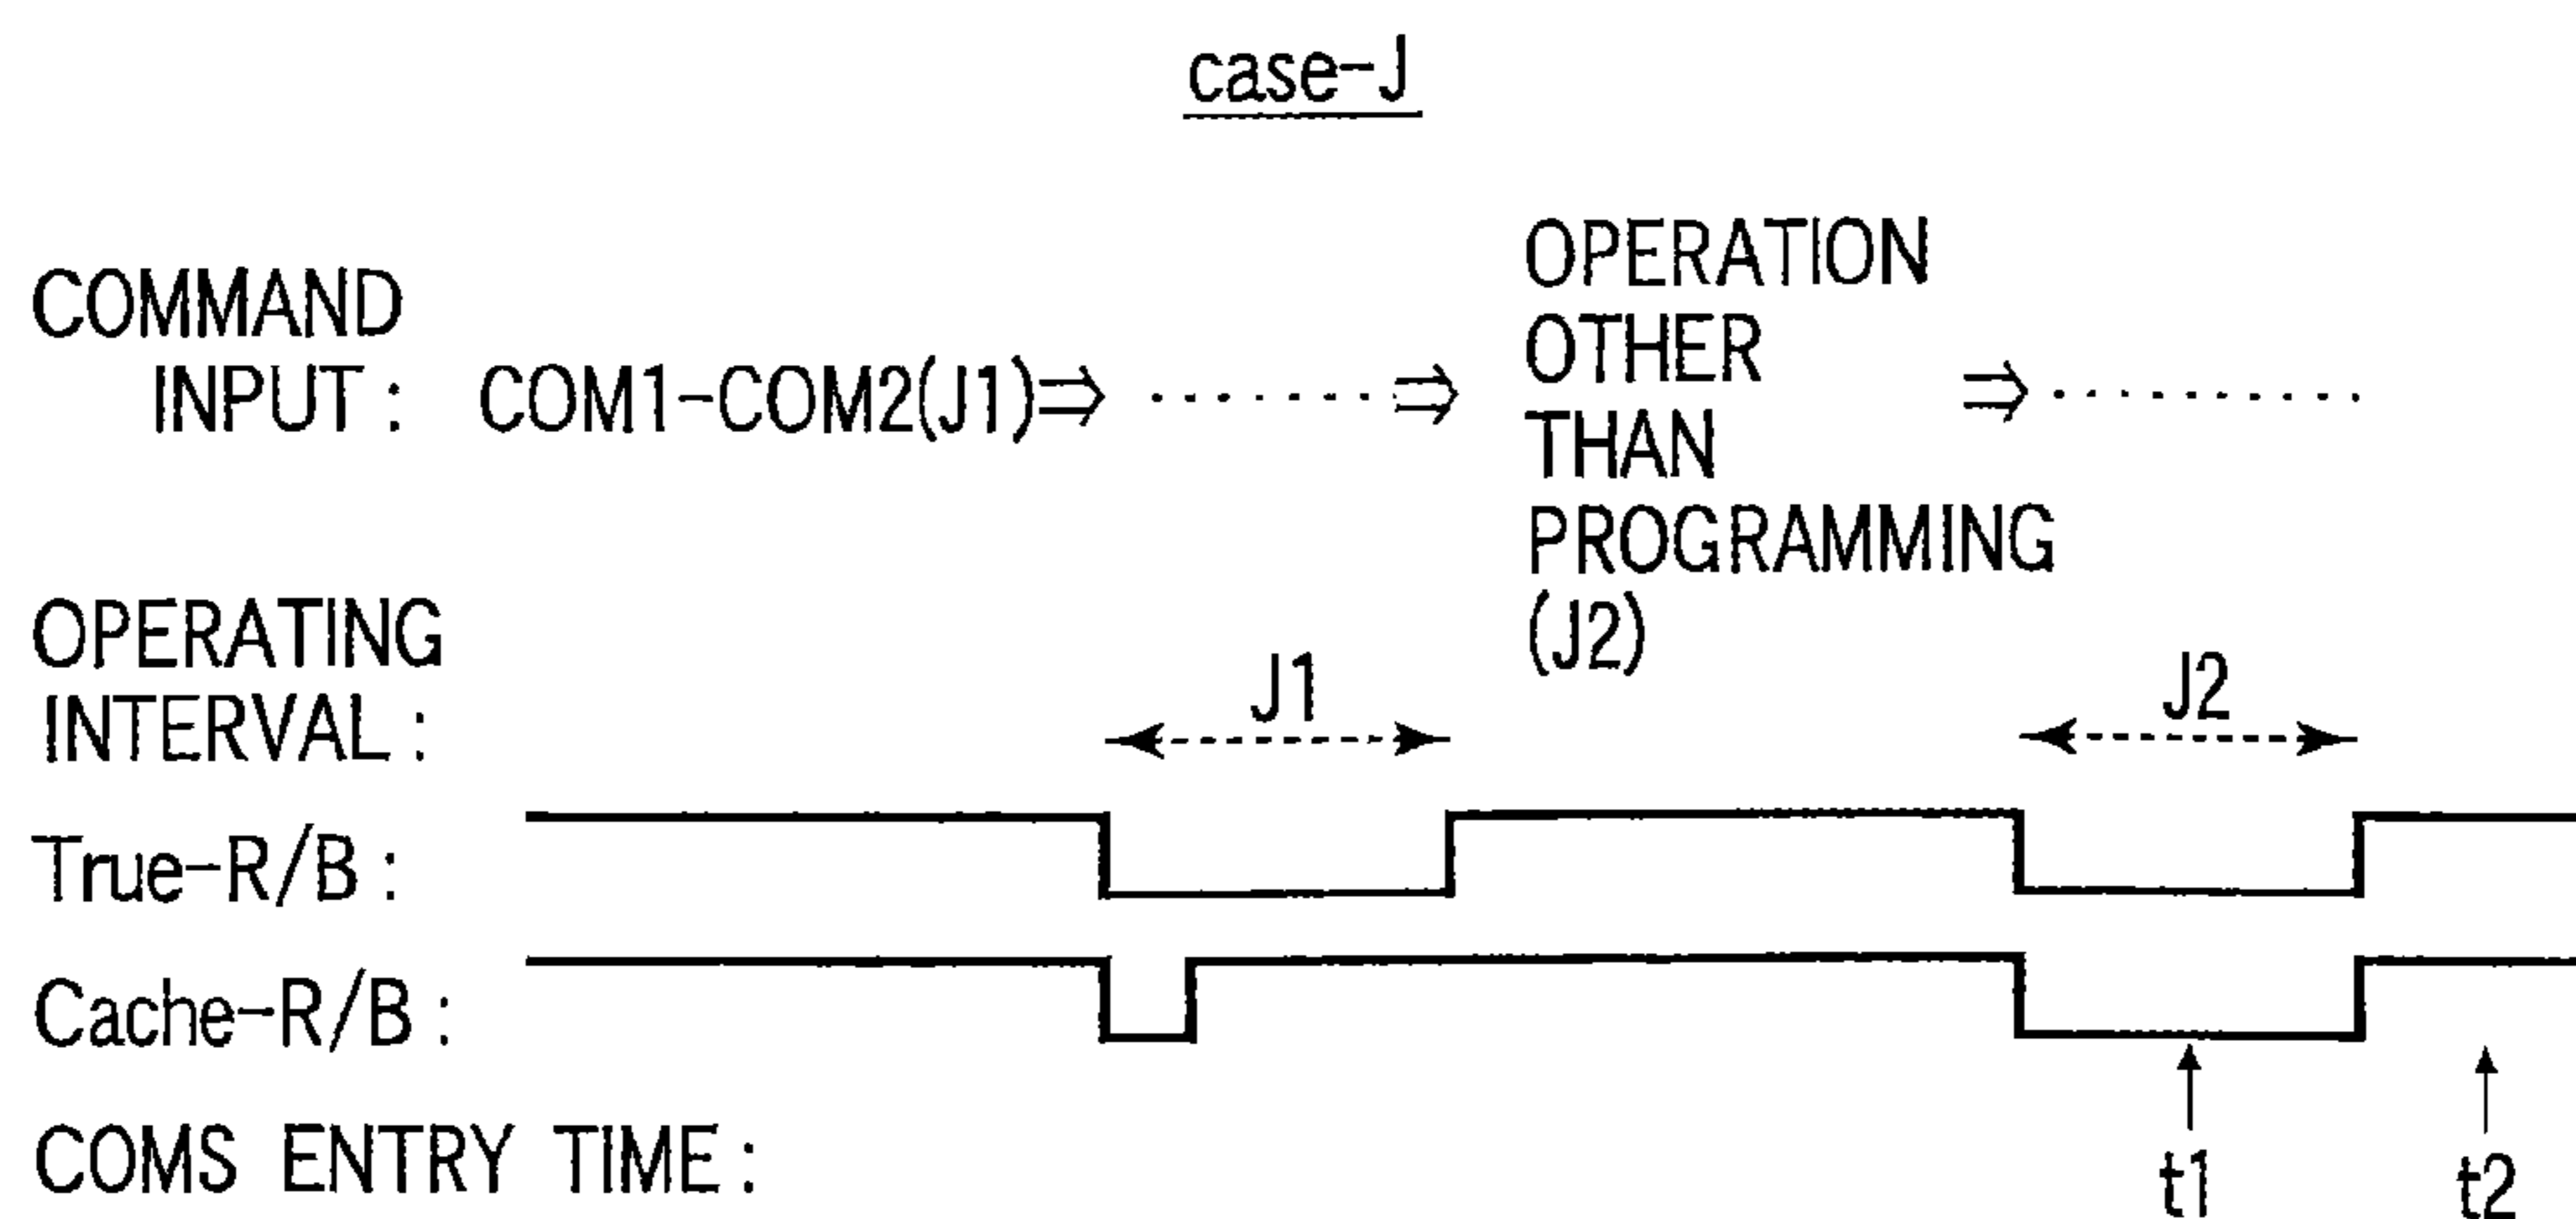 case-J
COMMAND
INPUT : COM1-COM2(J1)⇒ ········⇒ OPERATION
OTHER
THAN
PROGRAMMING
(J2) ⇒ ··········
OPERATING
INTERVAL :
J1
J2
True-R/B :
Cache-R/B :
COMS ENTRY TIME :
t1
t2